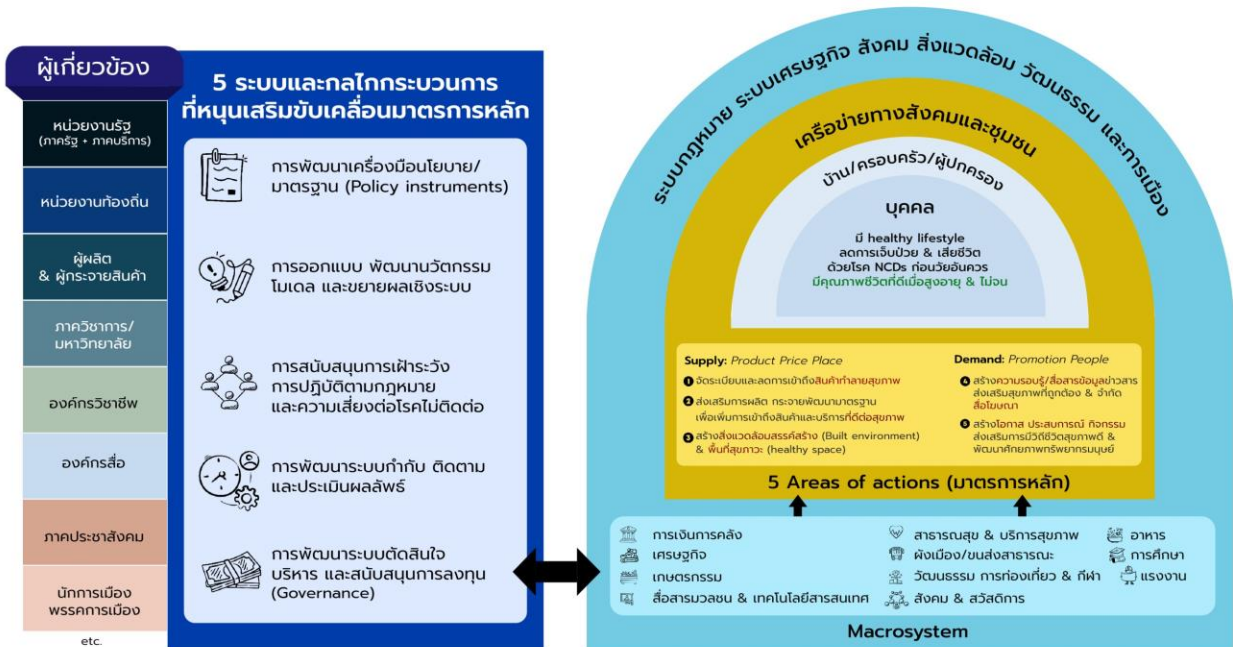 ผู้เกี่ยวข้อง
หน่วยงานรัฐ
(ภาครัฐ + ภาคบริการ)
หน่วยงานท้องถิ่น
ผู้ผลิต
& ผู้กระจายสินค้า
ภาควิชาการ/
มหาวิทยาลัย
องค์กรวิชาชีพ
องค์กรสื่อ
ภาคประชาสังคม
นักการเมือง
พรรคการเมือง
etc.
5 ระบบและกลไกกระบวนการ
ที่หนุนเสริมขับเคลื่อนมาตรการหลัก
การพัฒนาเครื่องมือนโยบาย/
มาตรฐาน (Policy instruments)
การออกแบบ พัฒนานวัตกรรม
โมเดล และขยายผลเชิงระบบ
การสนับสนุนการเฝ้าระวัง
การปฏิบัติตามกฎหมาย
และความเสี่ยงต่อโรคไม่ติดต่อ
การพัฒนาระบบกำกับ ติดตาม
และประเมินผลลัพธ์
การพัฒนาระบบตัดสินใจ
บริหาร และสนับสนุนการลงทุน
(Governance)
ระบบกฎหมาย ระบบเศรษฐกิจ สังคม สิ่งแวดล้อม วัฒนธรรม และการเมือง
เครือข่ายทางสังคมและชุมชน
บ้าน/ครอบครัว/ผู้ปกครอง
บุคคล
มี healthy lifestyle
ลดการเจ็บป่วย & เสียชีวิต
ด้วยโรค NCDs ก่อนวัยอันควร
มีคุณภาพชีวิตที่ดีเมื่อสูงอายุ & ไม่จน
Supply: Product Price Place
1 จัดระเบียบและลดการเข้าถึงสินค้าทำลายสุขภาพ
2 ส่งเสริมการผลิต กระจายพัฒนามาตรฐาน
เพื่อเพิ่มการเข้าถึงสินค้าและบริการที่ดีต่อสุขภาพ
3 สร้างสิ่งแวดล้อมสรรค์สร้าง (Built environment)
& พื้นที่สุขภาวะ (healthy space)
Demand: Promotion People
4 สร้างความรอบรู้/สื่อสารข้อมูลข่าวสาร
ส่งเสริมสุขภาพที่ถูกต้อง & จำกัด
สื่อโฆษณา
5 สร้างโอกาส ประสบการณ์ กิจกรรม
ส่งเสริมการมีวิถีชีวิตสุขภาพดี &
พัฒนาศักยภาพทรัพยากรมนุษย์
5 Areas of actions (มาตรการหลัก)
การเงินการคลัง
เศรษฐกิจ
เกษตรกรรม
สื่อสารมวลชน & เทคโนโลยีสารสนเทศ
สาธารณสุข & บริการสุขภาพ
ผังเมือง/ขนส่งสาธารณะ
วัฒนธรรม การท่องเที่ยว & กีฬา
สังคม & สวัสดิการ
อาหาร
การศึกษา
แรงงาน
Macrosystem